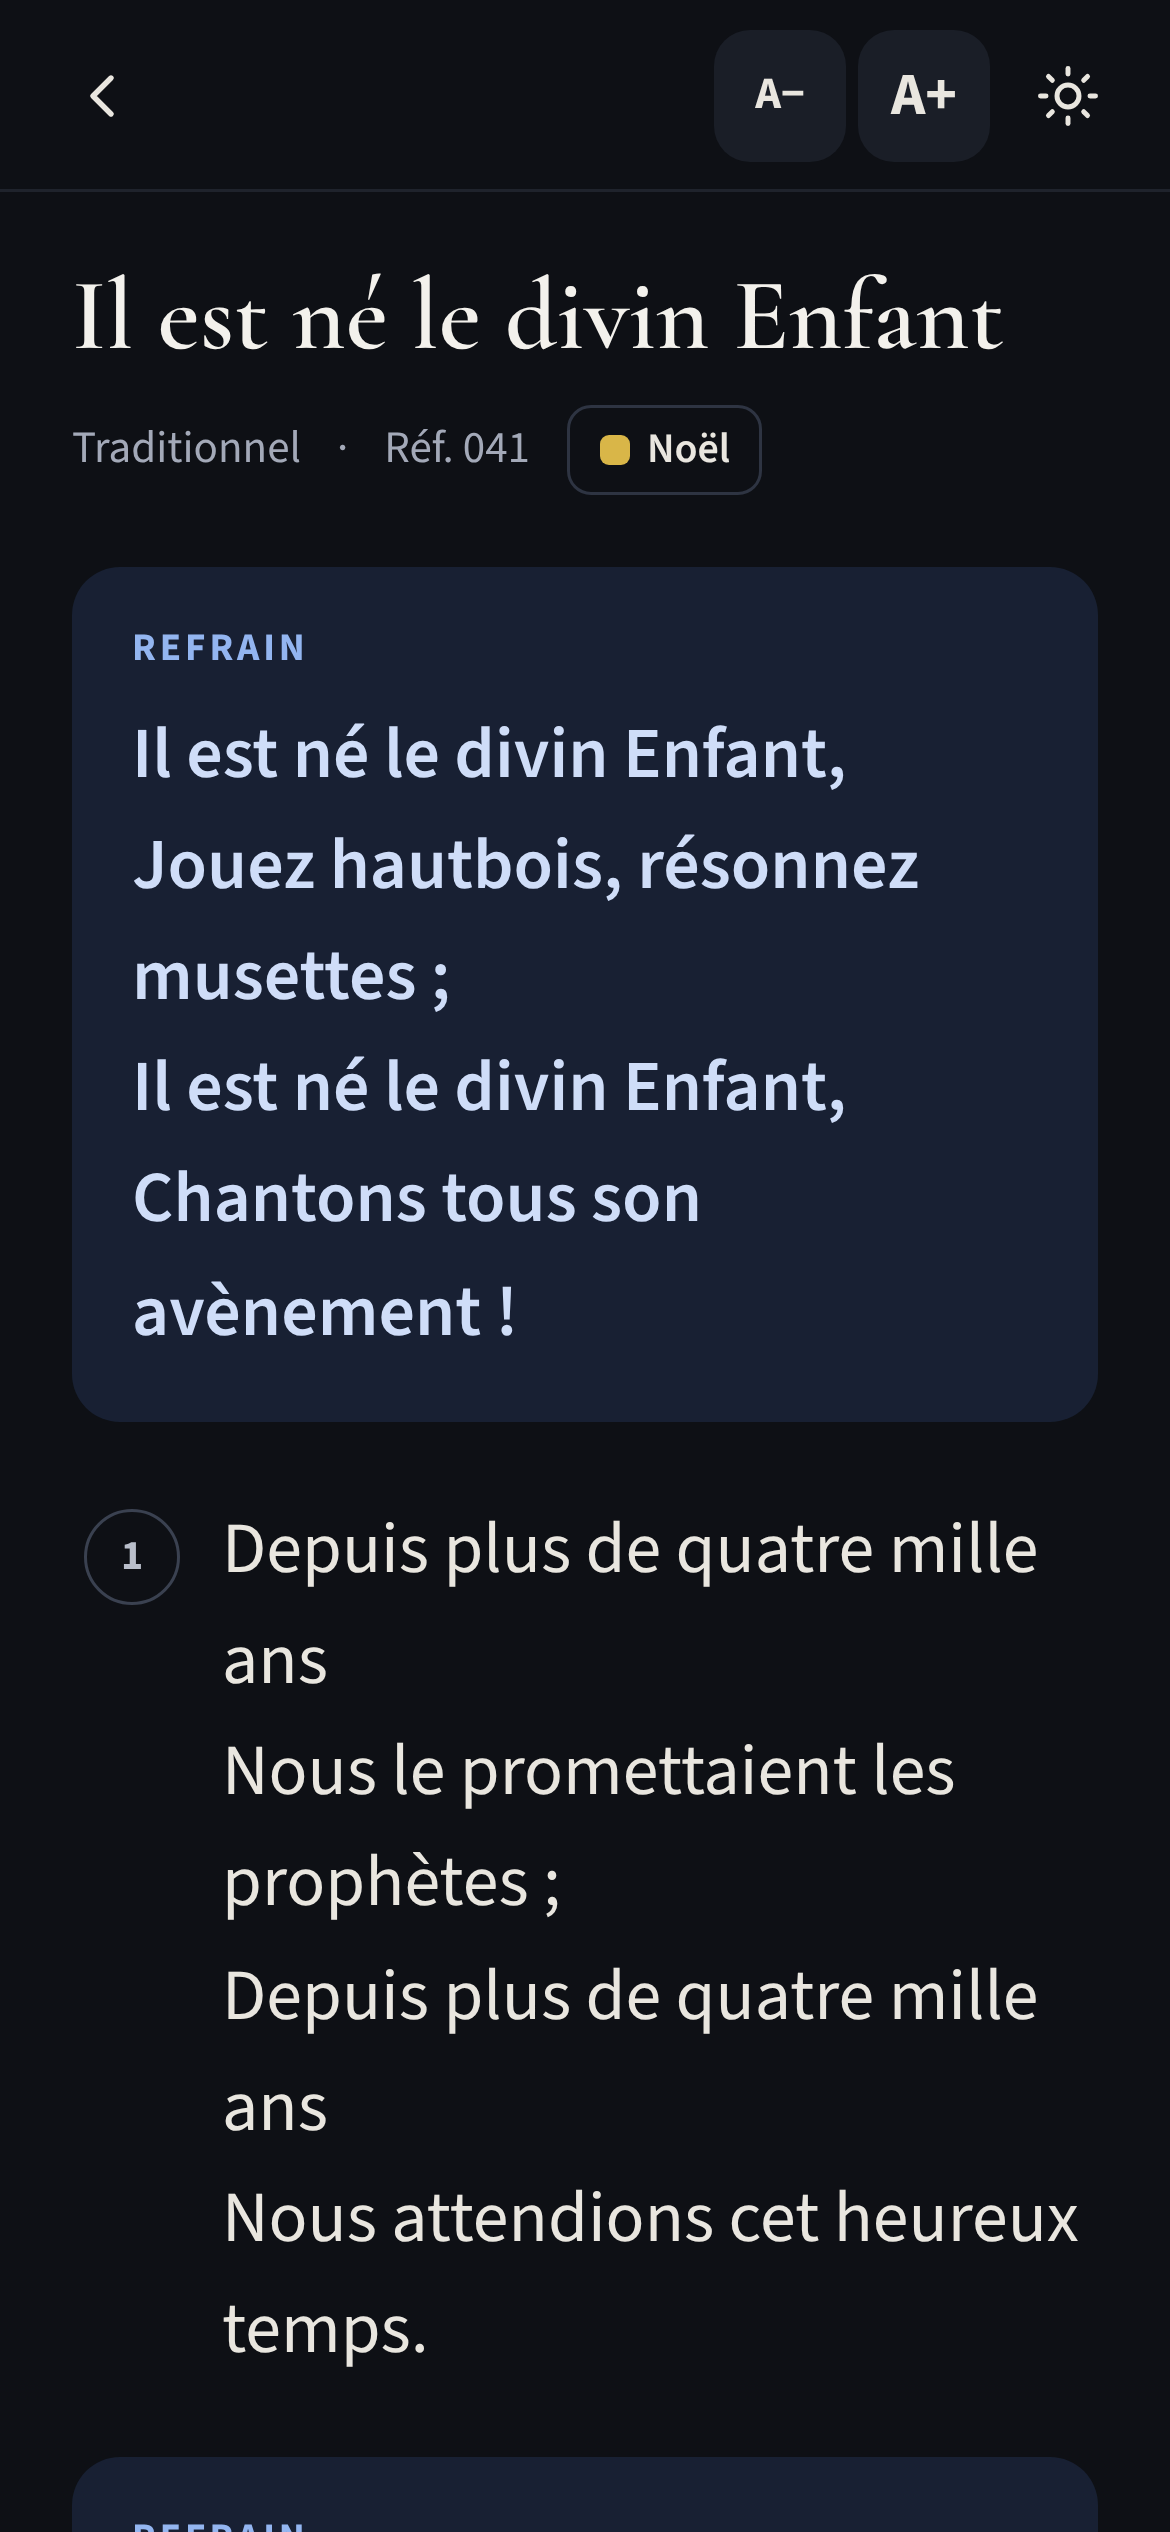 A− A+
Il est né le divin Enfant
Traditionnel · Réf. 041 Noël
REFRAIN
Il est né le divin Enfant,
Jouez hautbois, résonnez
musettes ;
Il est né le divin Enfant,
Chantons tous son
avènement !
1 Depuis plus de quatre mille
ans
Nous le promettaient les
prophètes ;
Depuis plus de quatre mille
ans
Nous attendions cet heureux
temps.
REFRAIN